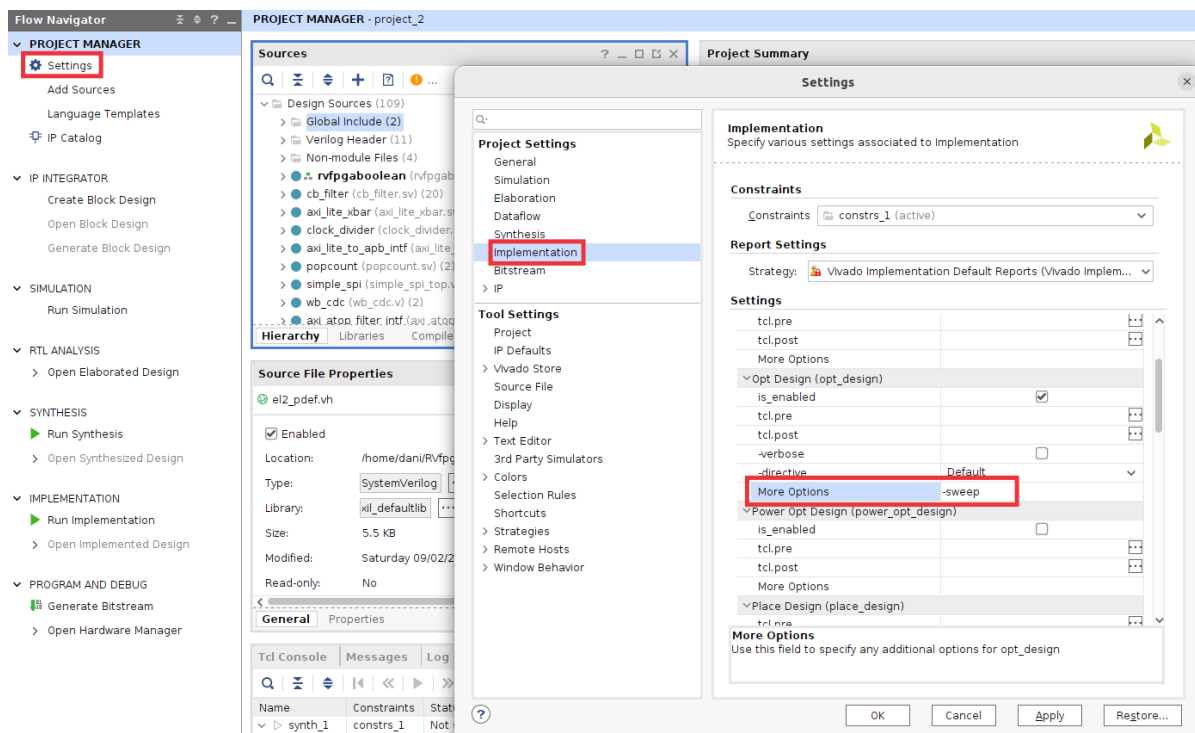 Flow Navigator ? _
PROJECT MANAGER
Settings
Add Sources
Language Templates
IP Catalog
IP INTEGRATOR
Create Block Design
Open Block Design
Generate Block Design
SIMULATION
Run Simulation
RTL ANALYSIS
Open Elaborated Design
SYNTHESIS
Run Synthesis
Open Synthesized Design
IMPLEMENTATION
Run Implementation
Open Implemented Design
PROGRAM AND DEBUG
Generate Bitstream
Open Hardware Manager
PROJECT MANAGER - project_2
Sources
Design Sources (109)
Global Include (2)
Verilog Header (11)
Non-module Files (4)
rvfpgaboolean (rvfpgab
cb_filter (cb_filter.sv) (20)
axi_lite_xbar (axi_lite_xbar.s
clock_divider (clock_divider.
axi_lite_to_apb_intf (axi_lite_
popcount (popcount.sv) (2)
simple_spi (simple_spi_top.v
wb_cdc (wb_cdc.v) (2)
axi_atop_filter_intf (axi_atop
Hierarchy Libraries Compile
Source File Properties
el2_pdef.vh
Enabled
Location: /home/dani/RVfpg
Type: SystemVerilog
Library: xil_defaultlib ...
Size: 5.5 KB
Modified: Saturday 09/02/2
Read-only: No
General Properties
Tcl Console Messages Log
Name Constraints Stat
synth_1 constrs_1 Not
Project Summary
Settings
Q-
Project Settings
General
Simulation
Elaboration
Dataflow
Synthesis
Implementation
Bitstream
IP
Tool Settings
Project
IP Defaults
Vivado Store
Source File
Display
Help
Text Editor
3rd Party Simulators
Colors
Selection Rules
Shortcuts
Strategies
Remote Hosts
Window Behavior
Implementation
Specify various settings associated to Implementation
Constraints
Constraints constrs_1 (active)
Report Settings
Strategy: Vivado Implementation Default Reports (Vivado Implem...
Settings
tcl.pre ...
tcl.post ...
More Options
Opt Design (opt_design)
is_enabled
tcl.pre ...
tcl.post ...
-verbose
-directive Default
More Options -sweep
Power Opt Design (power_opt_design)
is_enabled
tcl.pre ...
tcl.post ...
More Options
Place Design (place_design)
tcl.pre ...
More Options
Use this field to specify any additional options for opt_design
? OK Cancel Apply Restore...